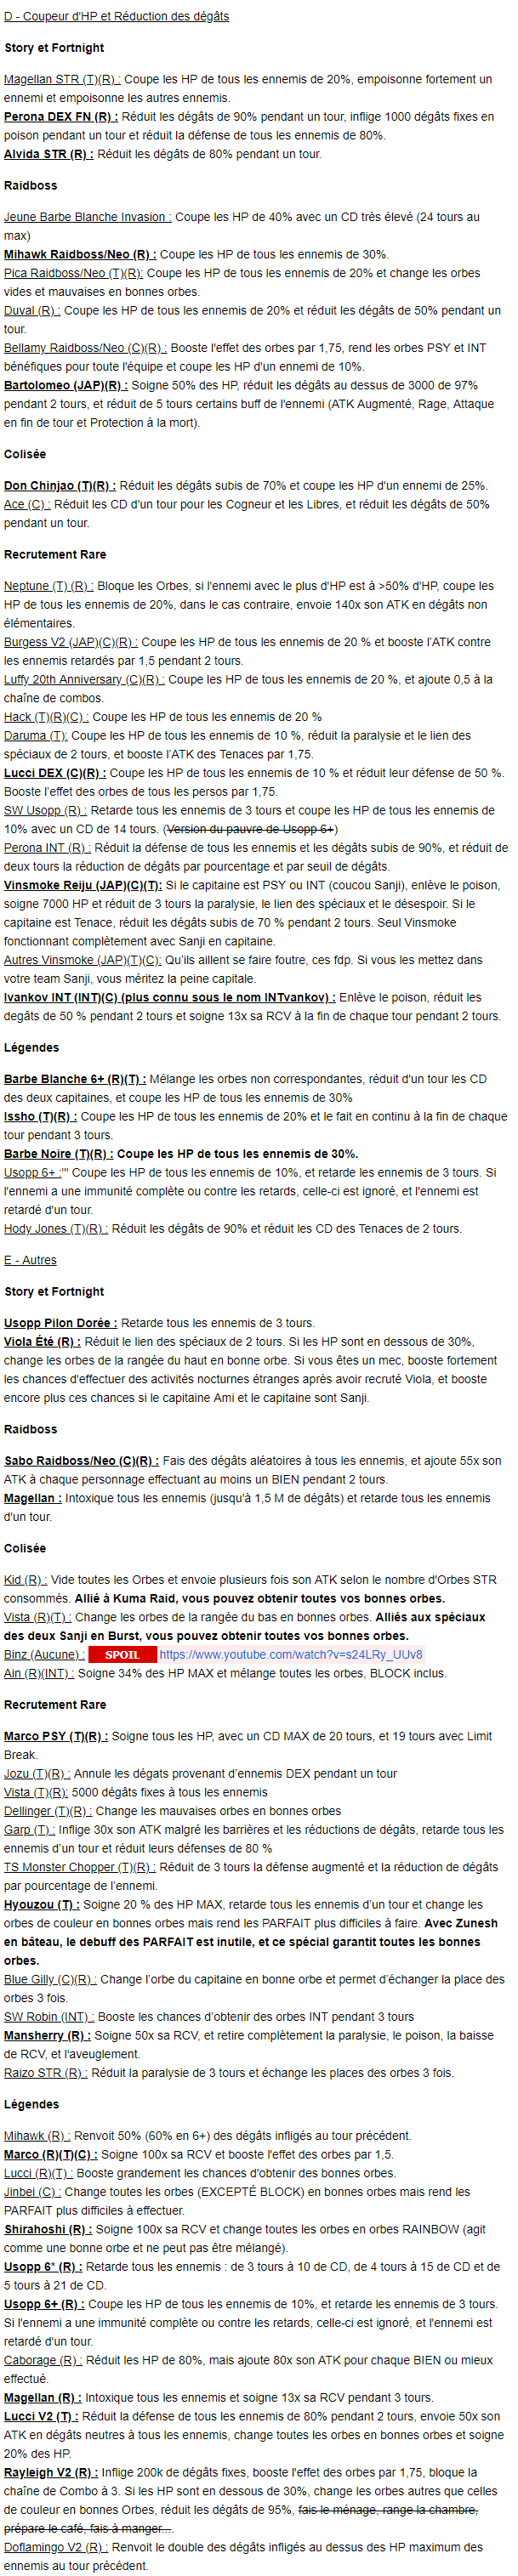 D - Coupeur d'HP et Réduction des dégâts
Story et Fortnight
Magellan STR (T)(R) : Coupe les HP de tous les ennemis de 20%, empoisonne fortement un
ennemi et empoisonne les autres ennemis.
Perona DEX FN (R) : Réduit les dégâts de 90% pendant un tour, inflige 1000 dégâts fixes en
poison pendant un tour et réduit la défense de tous les ennemis de 80%.
Alvida STR (R) : Réduit les dégâts de 80% pendant un tour.
Raidboss
Jeune Barbe Blanche Invasion : Coupe les HP de 40% avec un CD très élevé (24 tours au
max)
Mihawk Raidboss/Neo (R) : Coupe les HP de tous les ennemis de 30%.
Pica Raidboss/Neo (T)(R): Coupe les HP de tous les ennemis de 20% et change les orbes
vides et mauvaises en bonnes orbes.
Duval (R) : Coupe les HP de tous les ennemis de 20% et réduit les dégâts de 50% pendant un
tour.
Bellamy Raidboss/Neo (C)(R) : Booste l'effet des orbes par 1,75, rend les orbes PSY et INT
bénéfiques pour toute l'équipe et coupe les HP d'un ennemi de 10%.
Bartolomeo (JAP)(R) : Soigne 50% des HP, réduit les dégâts au dessus de 3000 de 97%
pendant 2 tours, et réduit de 5 tours certains buff de l'ennemi (ATK Augmenté, Rage, Attaque
en fin de tour et Protection à la mort).
Colisée
Don Chinjao (T)(R) : Réduit les dégâts subis de 70% et coupe les HP d'un ennemi de 25%.
Ace (C) : Réduit les CD d'un tour pour les Cogneur et les Libres, et réduit les dégâts de 50%
pendant un tour.
Recrutement Rare
Neptune (T) (R) : Bloque les Orbes, si l'ennemi avec le plus d'HP est à >50% d'HP, coupe les
HP de tous les ennemis de 20%, dans le cas contraire, envoie 140x son ATK en dégâts non
élémentaires.
Burgess V2 (JAP)(C)(R) : Coupe les HP de tous les ennemis de 20 % et booste l'ATK contre
les ennemis retardés par 1,5 pendant 2 tours.
Luffy 20th Anniversary (C)(R) : Coupe les HP de tous les ennemis de 20 %, et ajoute 0,5 à la
chaîne de combos.
Hack (T)(R)(C) : Coupe les HP de tous les ennemis de 20 %
Daruma (T): Coupe les HP de tous les ennemis de 10 %, réduit la paralysie et le lien des
spéciaux de 2 tours, et booste l'ATK des Tenaces par 1,75.
Lucci DEX (C)(R) : Coupe les HP de tous les ennemis de 10 % et réduit leur défense de 50 %.
Booste l'effet des orbes de tous les persos par 1,75.
SW Usopp (R) : Retarde tous les ennemis de 3 tours et coupe les HP de tous les ennemis de
10% avec un CD de 14 tours. (Version du pauvre de Usopp 6+)
Perona INT (R) : Réduit la défense de tous les ennemis et les dégâts subis de 90%, et réduit de
deux tours la réduction de dégâts par pourcentage et par seuil de dégâts.
Vinsmoke Reiju (JAP)(C)(T): Si le capitaine est PSY ou INT (coucou Sanji), enlève le poison,
soigne 7000 HP et réduit de 3 tours la paralysie, le lien des spéciaux et le désespoir. Si le
capitaine est Tenace, réduit les dégâts subis de 70 % pendant 2 tours. Seul Vinsmoke
fonctionnant complètement avec Sanji en capitaine.
Autres Vinsmoke (JAP)(T)(C): Qu'ils aillent se faire foutre, ces fdp. Si vous les mettez dans
votre team Sanji, vous méritez la peine capitale.
Ivankov INT (INT)(C) (plus connu sous le nom INTvankov) : Enlève le poison, réduit les
degâts de 50 % pendant 2 tours et soigne 13x sa RCV à la fin de chaque tour pendant 2 tours.
Légendes
Barbe Blanche 6+ (R)(T) : Mélange les orbes non correspondantes, réduit d'un tour les CD
des deux capitaines, et coupe les HP de tous les ennemis de 30%
Issho (T)(R) : Coupe les HP de tous les ennemis de 20% et le fait en continu à la fin de chaque
tour pendant 3 tours.
Barbe Noire (T)(R) : Coupe les HP de tous les ennemis de 30%.
Usopp 6+ :''' Coupe les HP de tous les ennemis de 10%, et retarde les ennemis de 3 tours. Si
l'ennemi a une immunité complète ou contre les retards, celle-ci est ignoré, et l'ennemi est
retardé d'un tour.
Hody Jones (T)(R) : Réduit les dégâts de 90% et réduit les CD des Tenaces de 2 tours.
E - Autres
Story et Fortnight
Usopp Pilon Dorée : Retarde tous les ennemis de 3 tours.
Viola Été (R) : Réduit le lien des spéciaux de 2 tours. Si les HP sont en dessous de 30%,
change les orbes de la rangée du haut en bonne orbe. Si vous êtes un mec, booste fortement
les chances d'effectuer des activités nocturnes étranges après avoir recruté Viola, et booste
encore plus ces chances si le capitaine Ami et le capitaine sont Sanji.
Raidboss
Sabo Raidboss/Neo (C)(R) : Fais des dégâts aléatoires à tous les ennemis, et ajoute 55x son
ATK à chaque personnage effectuant au moins un BIEN pendant 2 tours.
Magellan : Intoxique tous les ennemis (jusqu'à 1,5 M de dégâts) et retarde tous les ennemis
d'un tour.
Colisée
Kid (R) : Vide toutes les Orbes et envoie plusieurs fois son ATK selon le nombre d'Orbes STR
consommés. Allié à Kuma Raid, vous pouvez obtenir toutes vos bonnes orbes.
Vista (R)(T) : Change les orbes de la rangée du bas en bonnes orbes. Alliés aux spéciaux
des deux Sanji en Burst, vous pouvez obtenir toutes vos bonnes orbes.
Binz (Aucune) : SPOIL https://www.youtube.com/watch?v=s24LRy_UUv8
Ain (R)(INT) : Soigne 34% des HP MAX et mélange toutes les orbes, BLOCK inclus.
Recrutement Rare
Marco PSY (T)(R) : Soigne tous les HP, avec un CD MAX de 20 tours, et 19 tours avec Limit
Break.
Jozu (T)(R) : Annule les dégats provenant d'ennemis DEX pendant un tour
Vista (T)(R): 5000 dégâts fixes à tous les ennemis
Dellinger (T)(R) : Change les mauvaises orbes en bonnes orbes
Garp (T) : Inflige 30x son ATK malgré les barrières et les réductions de dégâts, retarde tous les
ennemis d'un tour et réduit leurs défenses de 80 %
TS Monster Chopper (T)(R) : Réduit de 3 tours la défense augmenté et la réduction de dégâts
par pourcentage de l'ennemi.
Hyouzou (T) : Soigne 20 % des HP MAX, retarde tous les ennemis d'un tour et change les
orbes de couleur en bonnes orbes mais rend les PARFAIT plus difficiles à faire. Avec Zunesh
en bâteau, le debuff des PARFAIT est inutile, et ce spécial garantit toutes les bonnes
orbes.
Blue Gilly (C)(R) : Change l'orbe du capitaine en bonne orbe et permet d'échanger la place des
orbes 3 fois.
SW Robin (INT) : Booste les chances d'obtenir des orbes INT pendant 3 tours
Mansherry (R) : Soigne 50x sa RCV, et retire complètement la paralysie, le poison, la baisse
de RCV, et l'aveuglement.
Raizo STR (R) : Réduit la paralysie de 3 tours et échange les places des orbes 3 fois.
Légendes
Mihawk (R) : Renvoit 50% (60% en 6+) des dégâts infligés au tour précédent.
Marco (R)(T)(C) : Soigne 100x sa RCV et booste l'effet des orbes par 1,5.
Lucci (R)(T) : Booste grandement les chances d'obtenir des bonnes orbes.
Jinbei (C) : Change toutes les orbes (EXCEPTÉ BLOCK) en bonnes orbes mais rend les
PARFAIT plus difficiles à effectuer.
Shirahoshi (R) : Soigne 100x sa RCV et change toutes les orbes en orbes RAINBOW (agit
comme une bonne orbe et ne peut pas être mélangé).
Usopp 6* (R) : Retarde tous les ennemis : de 3 tours à 10 de CD, de 4 tours à 15 de CD et de
5 tours à 21 de CD.
Usopp 6+ (R) : Coupe les HP de tous les ennemis de 10%, et retarde les ennemis de 3 tours.
Si l'ennemi a une immunité complète ou contre les retards, celle-ci est ignoré, et l'ennemi est
retardé d'un tour.
Caborage (R) : Réduit les HP de 80%, mais ajoute 80x son ATK pour chaque BIEN ou mieux
effectué.
Magellan (R) : Intoxique tous les ennemis et soigne 13x sa RCV pendant 3 tours.
Lucci V2 (T) : Réduit la défense de tous les ennemis de 80% pendant 2 tours, envoie 50x son
ATK en dégâts neutres à tous les ennemis, change toutes les orbes en bonnes orbes et soigne
20% des HP.
Rayleigh V2 (R) : Inflige 200k de dégâts fixes, booste l'effet des orbes par 1,75, bloque la
chaîne de Combo à 3. Si les HP sont en dessous de 30%, change les orbes autres que celles
de couleur en bonnes Orbes, réduit les dégâts de 95%, fais le ménage, range la chambre,
prépare le café, fais à manger....
Doflamingo V2 (R) : Renvoit le double des dégâts infligés au dessus des HP maximum des
ennemis au tour précédent.